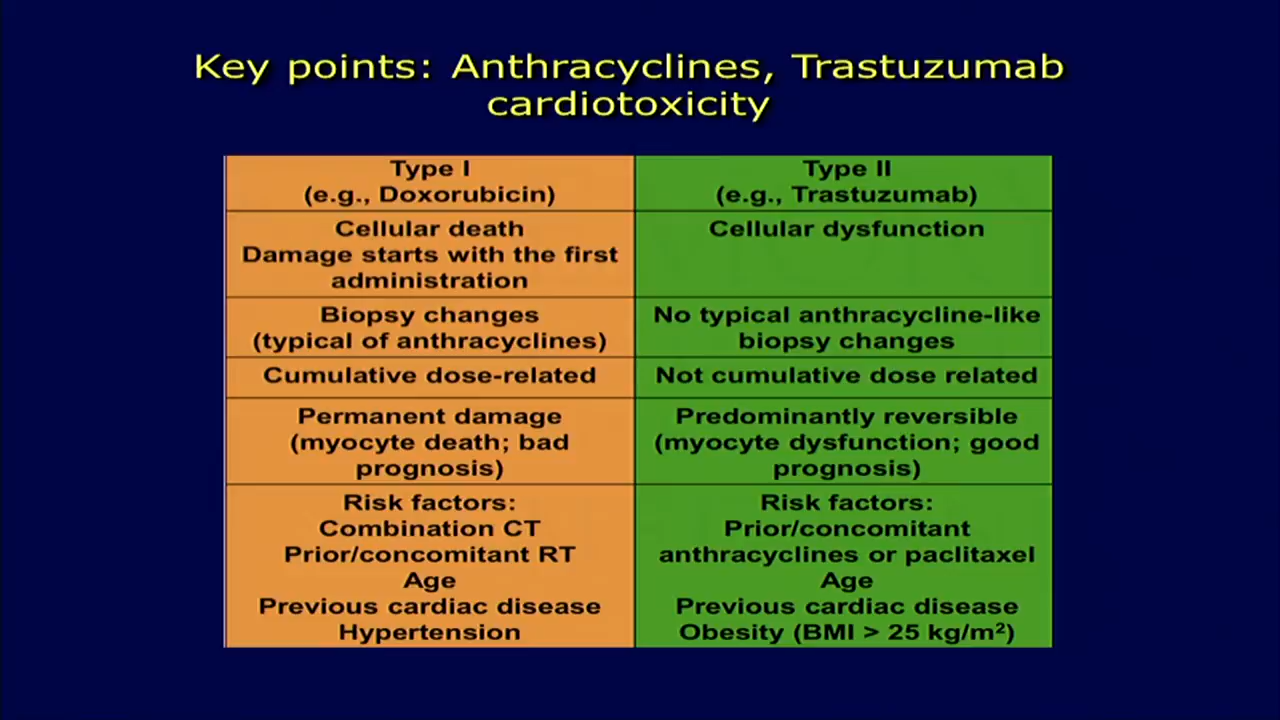 Key points: Anthracyclines, Trastuzumab
cardiotoxicity
Type I
(e.g., Doxorubicin)
Type II
(e.g., Trastuzumab)
Cellular death
Damage starts with the first
administration
Cellular dysfunction
Biopsy changes
(typical of anthracyclines)
No typical anthracycline-like
biopsy changes
Cumulative dose-related
Not cumulative dose related
Permanent damage
(myocyte death; bad
prognosis)
Predominantly reversible
(myocyte dysfunction; good
prognosis)
Risk factors:
Combination CT
Prior/concomitant RT
Age
Previous cardiac disease
Hypertension
Risk factors:
Prior/concomitant
anthracyclines or paclitaxel
Age
Previous cardiac disease
Obesity (BMI > 25 kg/m²)